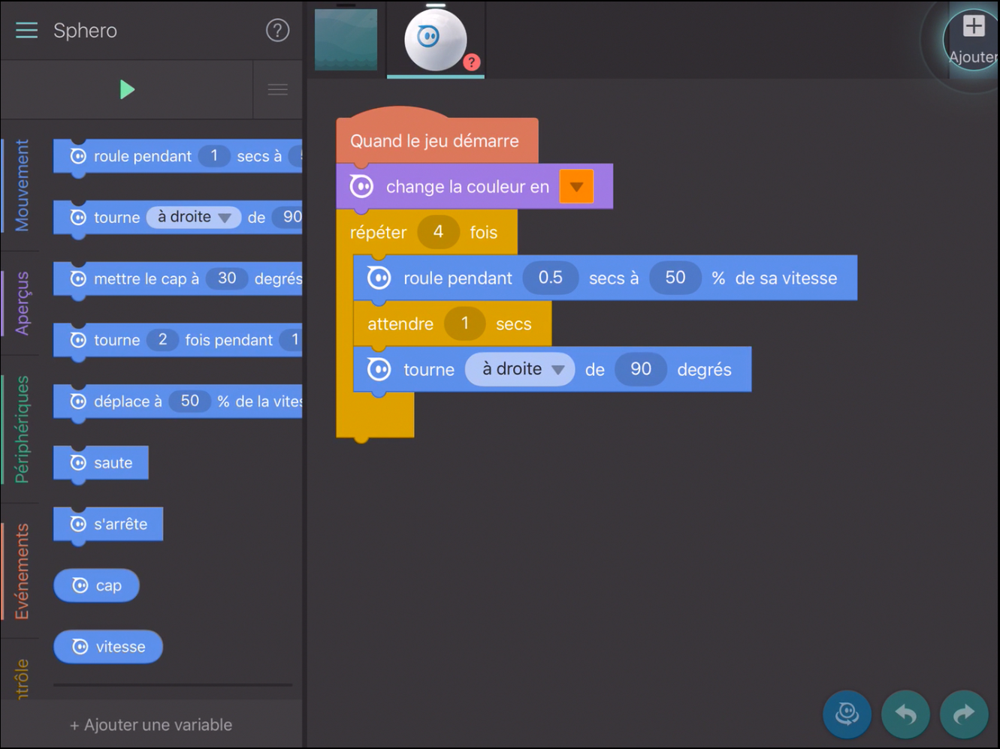 Sphero
?
?
Ajouter
Mouvement
Aperçus
Périphériques
Evénements
ntrôle
roule pendant 1 secs à
tourne à droite de 90
mettre le cap à 30 degrés
tourne 2 fois pendant 1
déplace à 50 % de la vites
saute
s'arrête
cap
vitesse
+ Ajouter une variable
Quand le jeu démarre
change la couleur en
répéter 4 fois
roule pendant 0.5 secs à 50 % de sa vitesse
attendre 1 secs
tourne à droite de 90 degrés